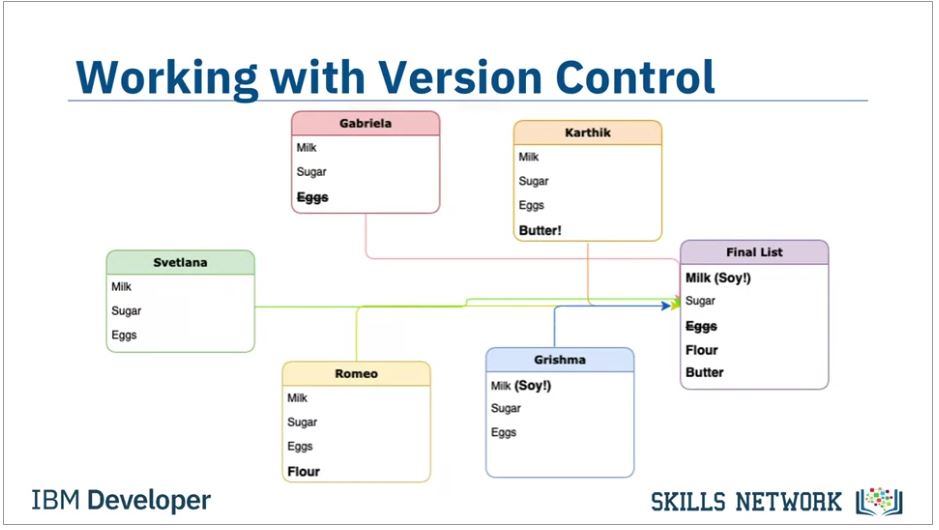 Working with Version Control
Gabriela
Milk
Sugar
Eggs
Karthik
Milk
Sugar
Eggs
Butter!
Svetlana
Milk
Sugar
Eggs
Final List
Milk (Soy!)
Sugar
Eggs
Flour
Butter
Romeo
Milk
Sugar
Eggs
Flour
Grishma
Milk (Soy!)
Sugar
Eggs
IBM Developer
SKILLS NETWORK